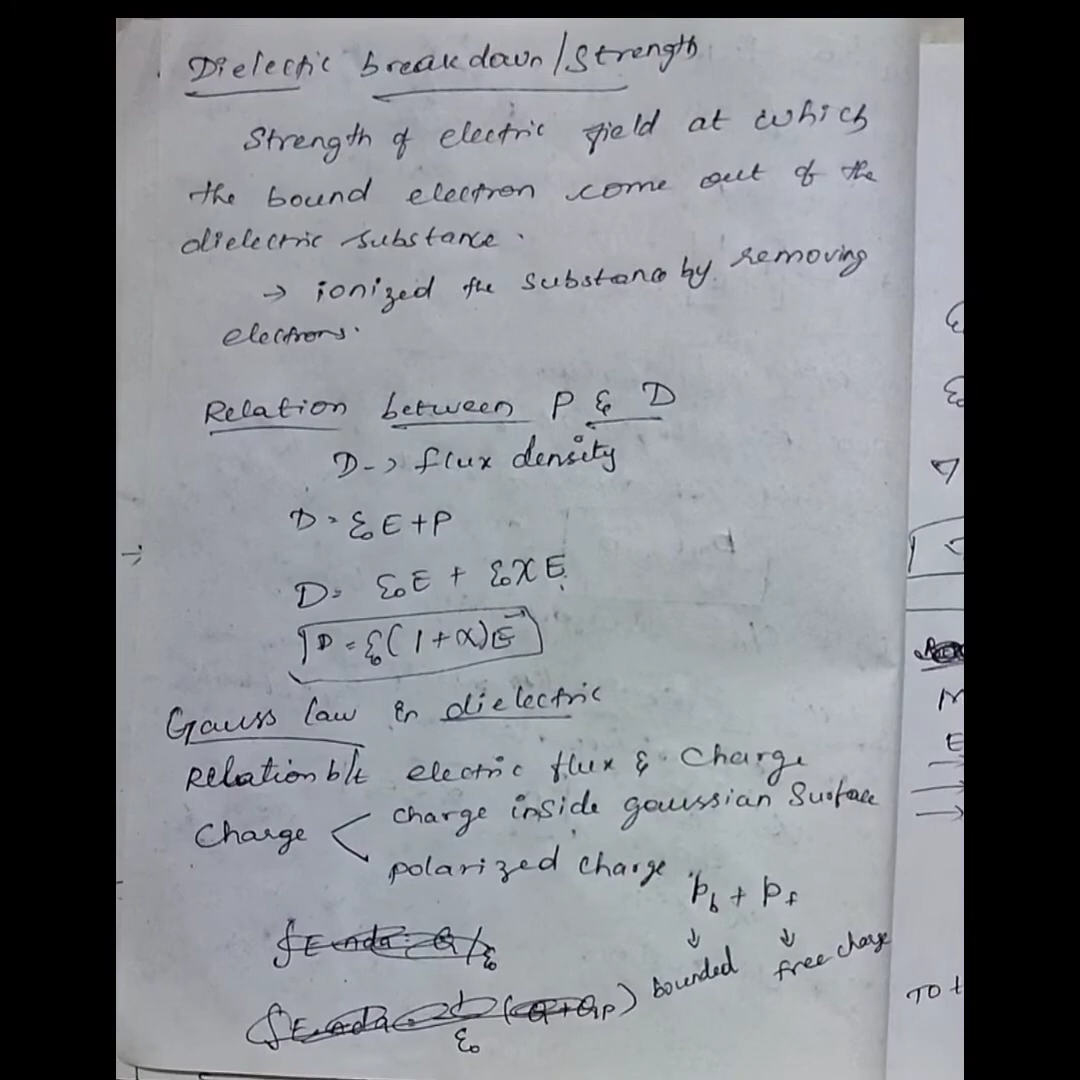 Dielectic breakdown/Strength
Strength of electric field at which
the bound electron come out of the
dielectric substance.
→ ionized the substance by removing
electrons.
Relation between P & D
D → flux density
D = ε₀E + P
D = ε₀E + ε₀χE
D = ε₀(1+χ)E⃗
Gauss law in dielectric
Relation b/t electric flux & Charge
Charge < charge inside gaussian Surface
polarized charge
ρb + ρf
↓ ↓
bounded free charge
TO t